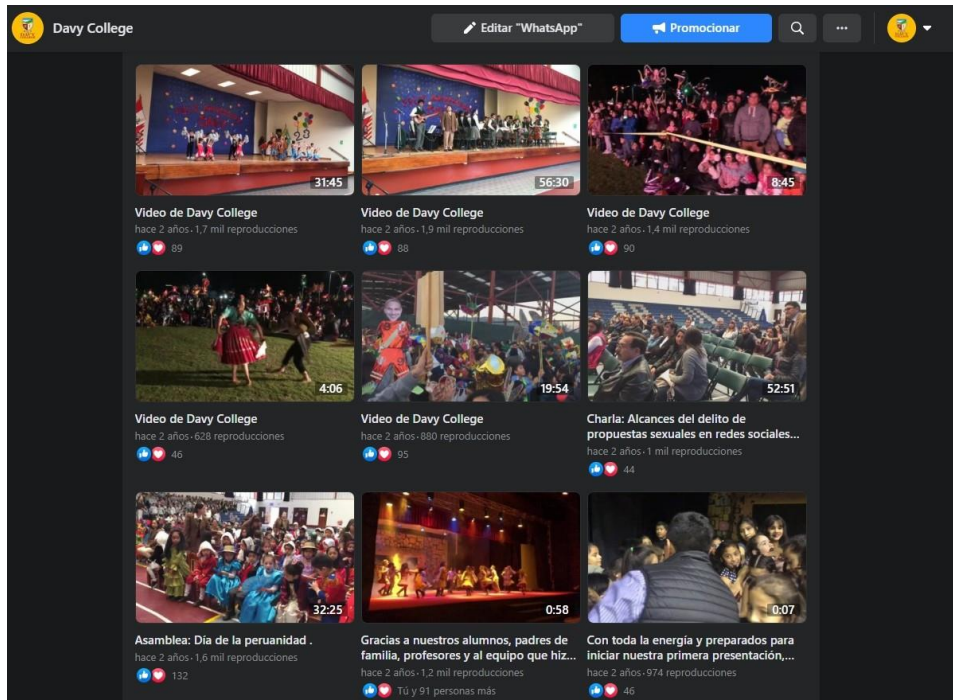 Davy College
Editar "WhatsApp"
Promocionar
31:45
56:30
8:45
Video de Davy College
hace 2 años · 1,7 mil reproducciones
89
Video de Davy College
hace 2 años · 1,9 mil reproducciones
88
Video de Davy College
hace 2 años · 1,4 mil reproducciones
90
4:06
19:54
52:51
Video de Davy College
hace 2 años · 628 reproducciones
46
Video de Davy College
hace 2 años · 880 reproducciones
95
Charla: Alcances del delito de
propuestas sexuales en redes sociales...
hace 2 años · 1 mil reproducciones
44
32:25
0:58
0:07
Asamblea: Día de la peruanidad .
hace 2 años · 1,6 mil reproducciones
132
Gracias a nuestros alumnos, padres de
familia, profesores y al equipo que hiz...
hace 2 años · 1,2 mil reproducciones
Tú y 91 personas más
Con toda la energía y preparados para
iniciar nuestra primera presentación,...
hace 2 años · 974 reproducciones
46